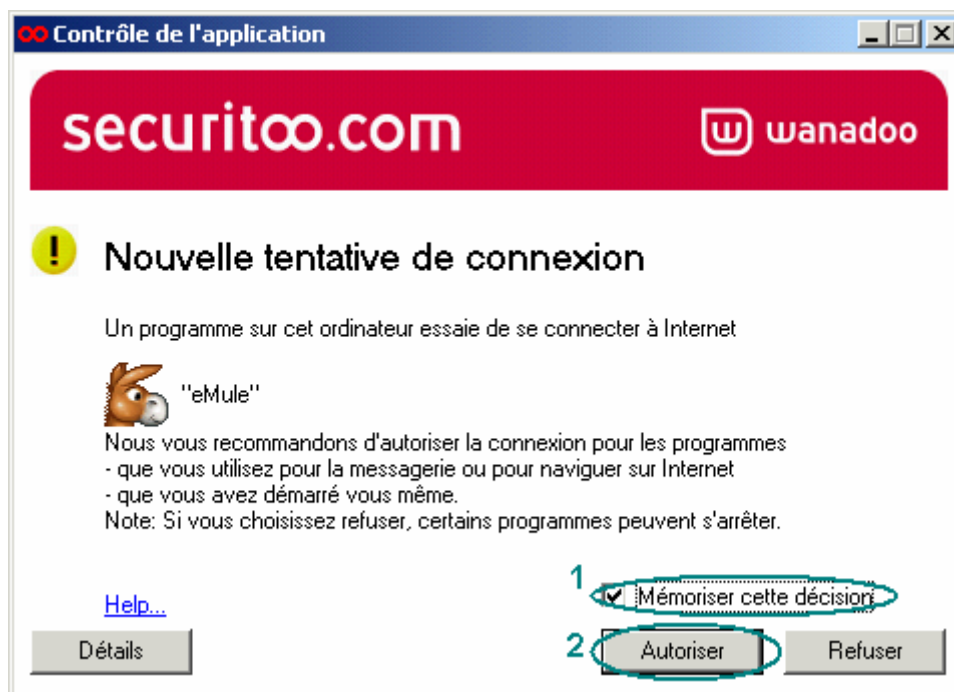 Contrôle de l'application
securitoo.com
wanadoo
Nouvelle tentative de connexion
Un programme sur cet ordinateur essaie de se connecter à Internet
"eMule"
Nous vous recommandons d'autoriser la connexion pour les programmes
- que vous utilisez pour la messagerie ou pour naviguer sur Internet
- que vous avez démarré vous même.
Note: Si vous choisissez refuser, certains programmes peuvent s'arrêter.
1 Mémoriser cette décision
Help...
Détails 2 Autoriser Refuser